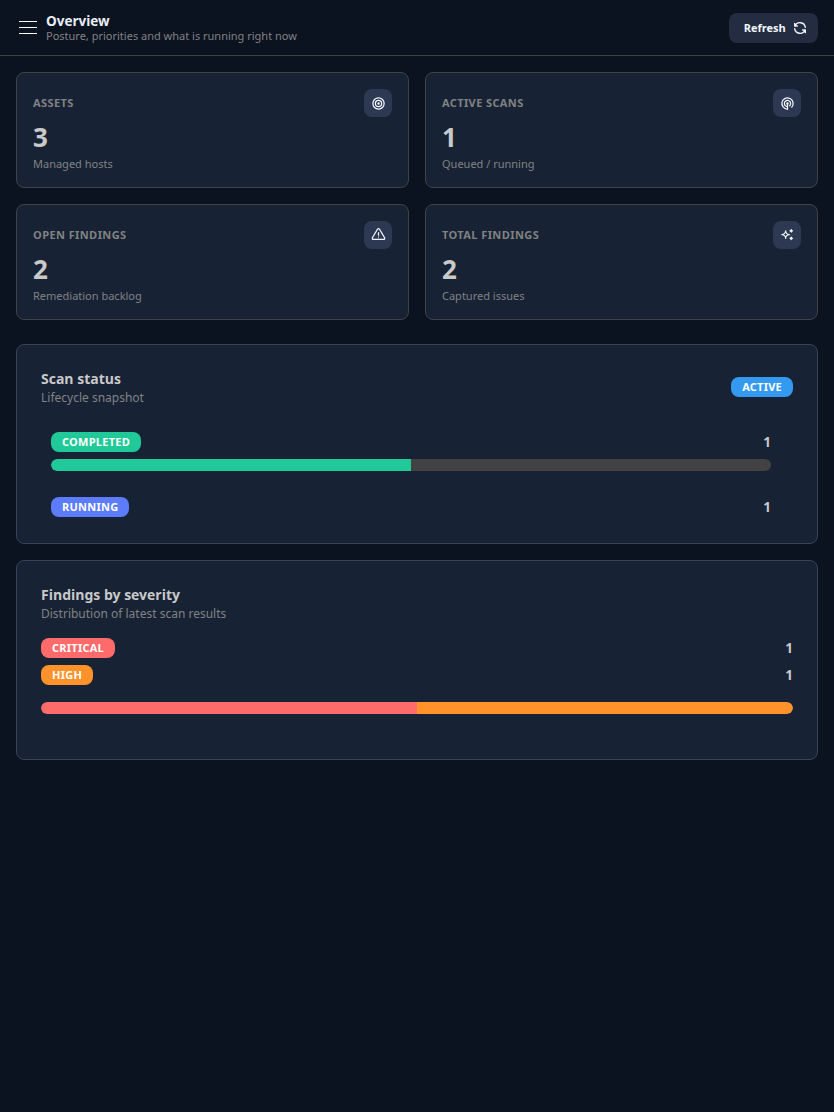 Overview
Posture, priorities and what is running right now
Refresh
ASSETS
3
Managed hosts
ACTIVE SCANS
1
Queued / running
OPEN FINDINGS
2
Remediation backlog
TOTAL FINDINGS
2
Captured issues
Scan status
Lifecycle snapshot
ACTIVE
COMPLETED 1
RUNNING 1
Findings by severity
Distribution of latest scan results
CRITICAL 1
HIGH 1